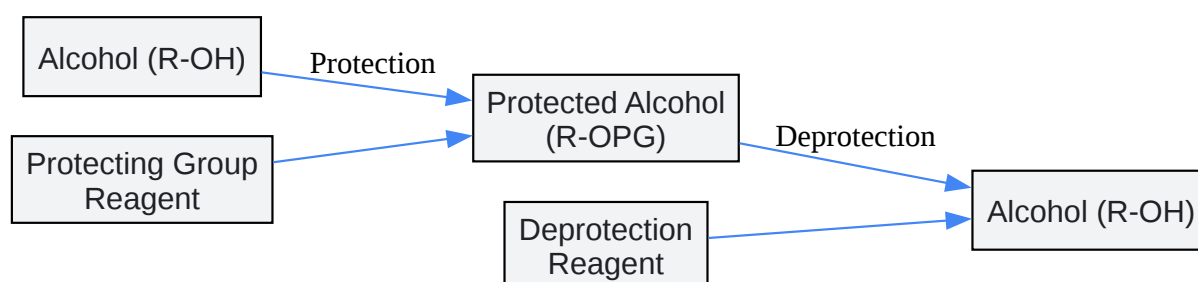 Alcohol (R-OH)
Protection
Protecting Group
Reagent
Protected Alcohol
(R-OPG)
Deprotection
Deprotection
Reagent
Alcohol (R-OH)